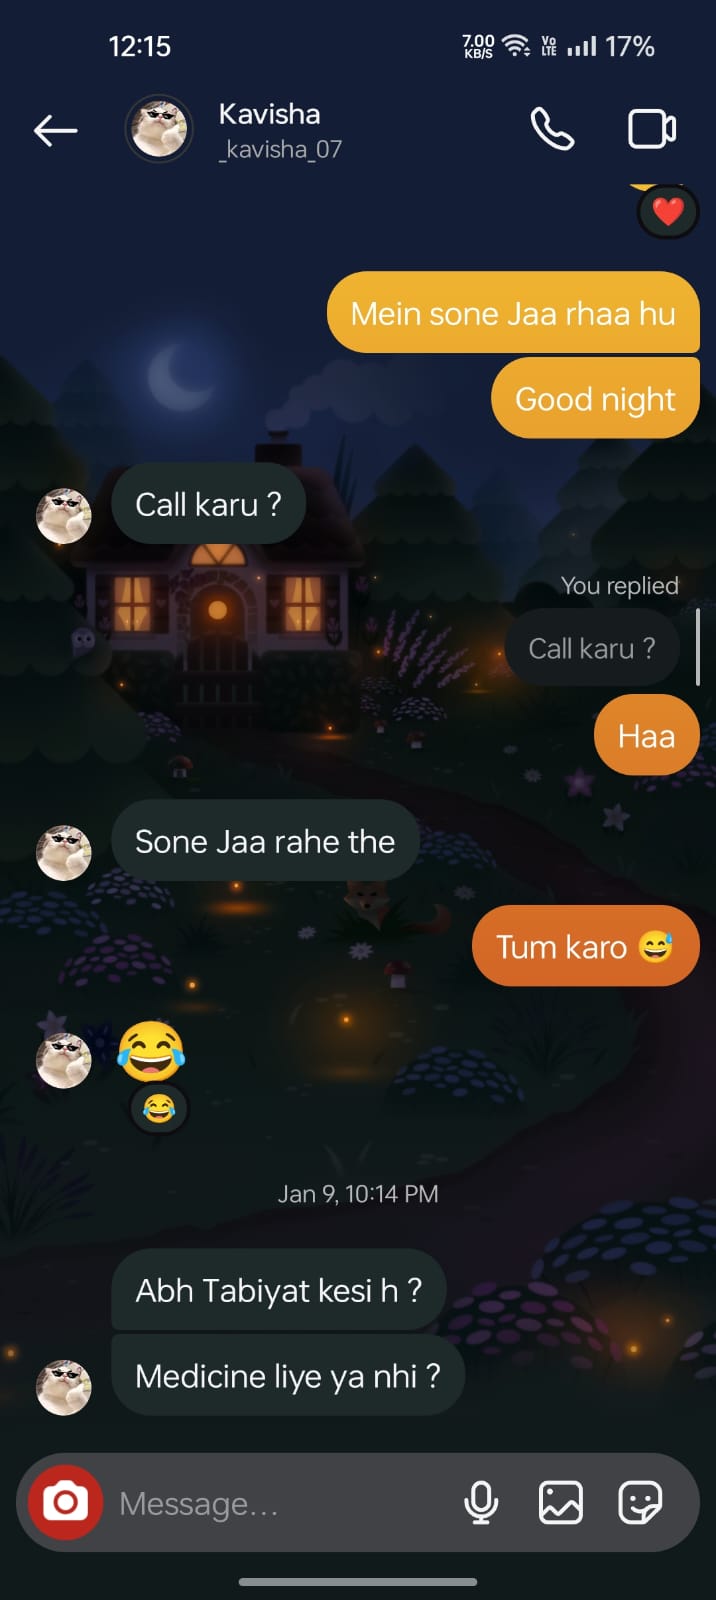 12:15 7.00 KB/S Vo LTE 17%
Kavisha
_kavisha_07
Mein sone Jaa rhaa hu
Good night
Call karu ?
You replied
Call karu ?
Haa
Sone Jaa rahe the
Tum karo 😅
😂
😂
Jan 9, 10:14 PM
Abh Tabiyat kesi h ?
Medicine liye ya nhi ?
Message...